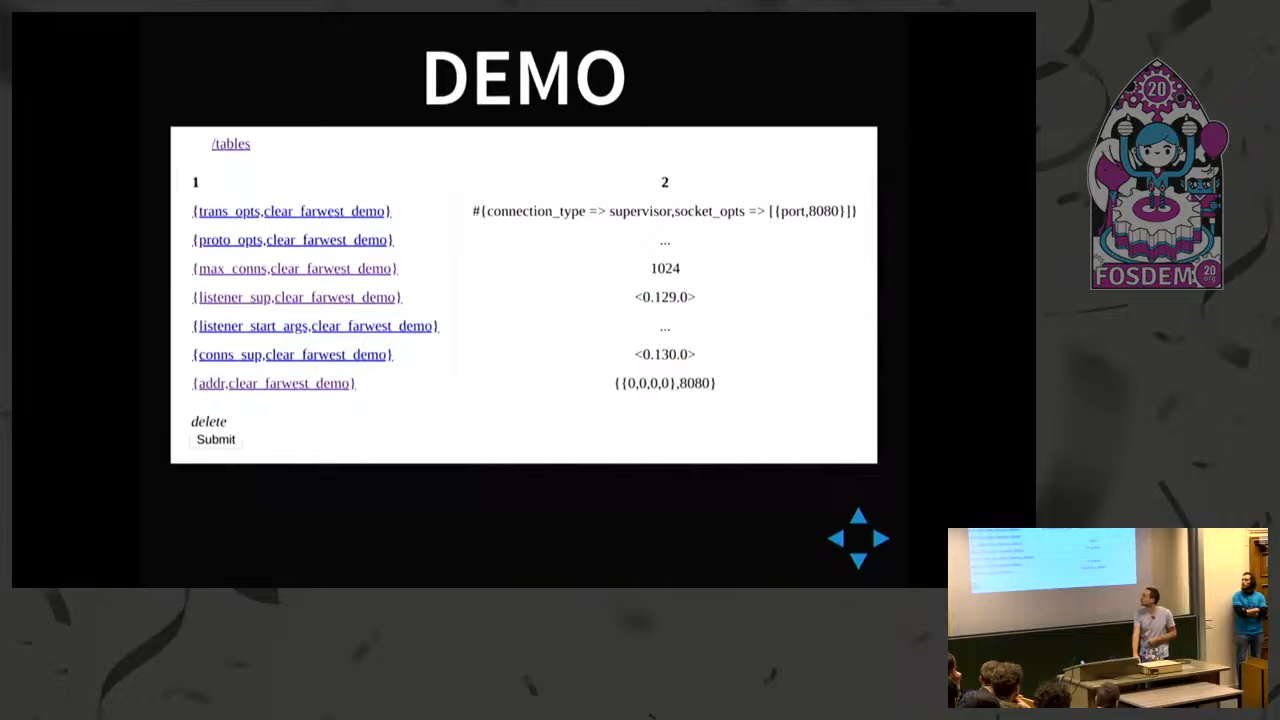 DEMO
/tables
1 2
{trans_opts,clear_farwest_demo} #{connection_type => supervisor,socket_opts => [{port,8080}]}
{proto_opts,clear_farwest_demo} ...
{max_conns,clear_farwest_demo} 1024
{listener_sup,clear_farwest_demo} <0.129.0>
{listener_start_args,clear_farwest_demo} ...
{conns_sup,clear_farwest_demo} <0.130.0>
{addr,clear_farwest_demo} {{0,0,0,0},8080}
delete
Submit
20
FOSDEM 20
.org